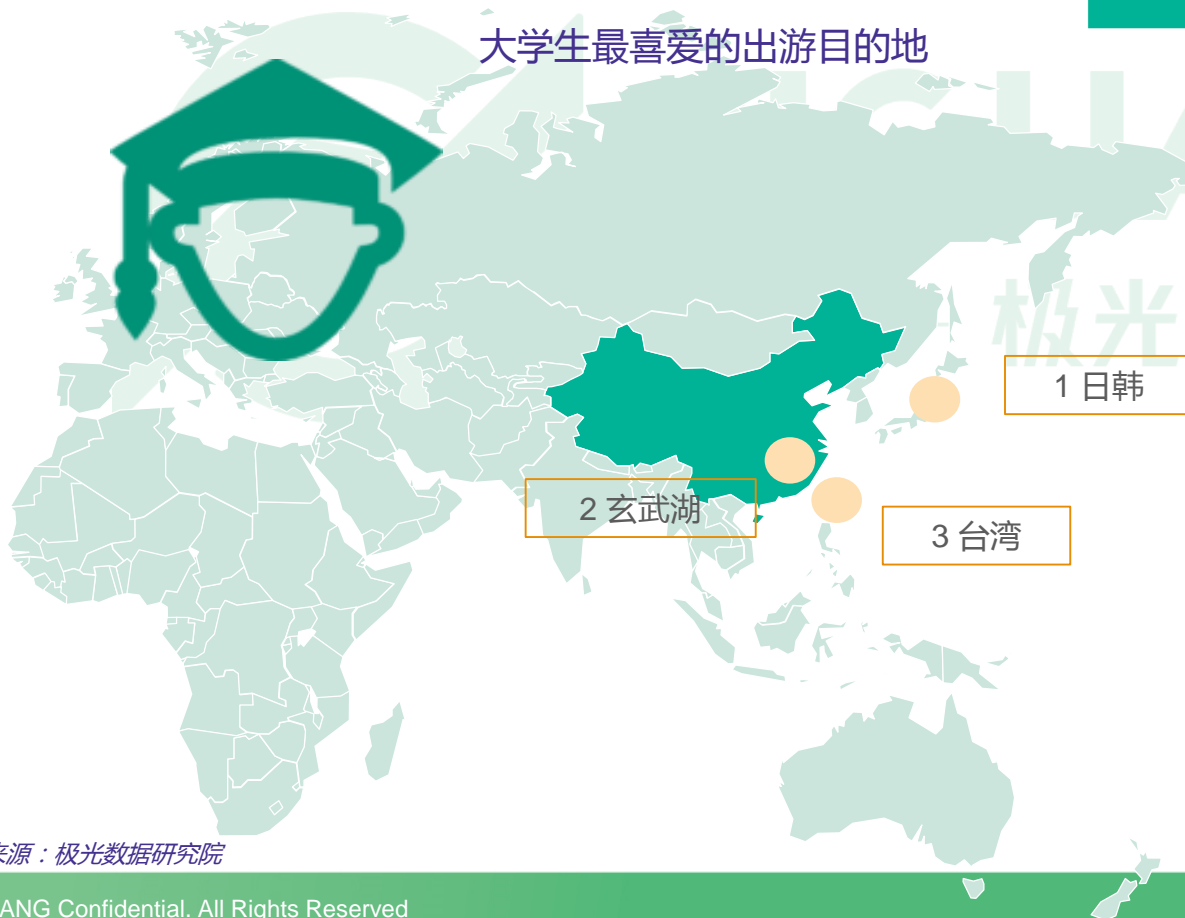 大学生最喜爱的出游目的地
极光
1 日韩
2 玄武湖
3 台湾
来源：极光数据研究院
ANG Confidential. All Rights Reserved